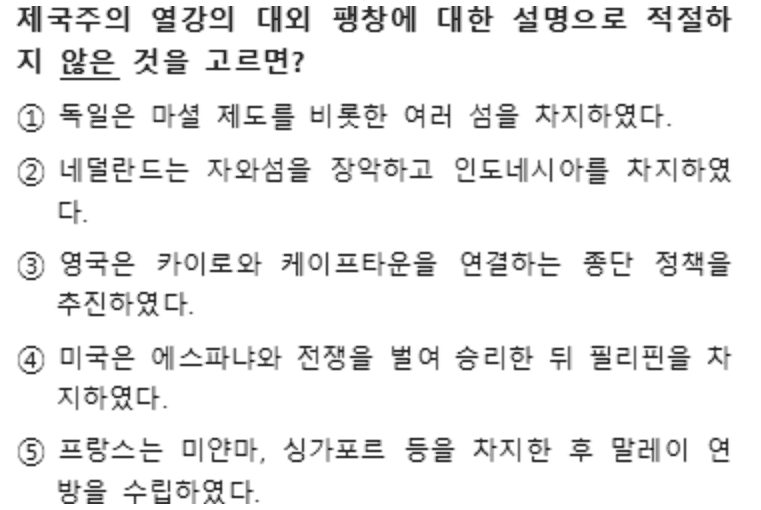 제국주의 열강의 대외 팽창에 대한 설명으로 적절하
지 않은 것을 고르면?
① 독일은 마셜 제도를 비롯한 여러 섬을 차지하였다.
② 네덜란드는 자와섬을 장악하고 인도네시아를 차지하였
다.
③ 영국은 카이로와 케이프타운을 연결하는 종단 정책을
추진하였다.
④ 미국은 에스파냐와 전쟁을 벌여 승리한 뒤 필리핀을 차
지하였다.
⑤ 프랑스는 미얀마, 싱가포르 등을 차지한 후 말레이 연
방을 수립하였다.